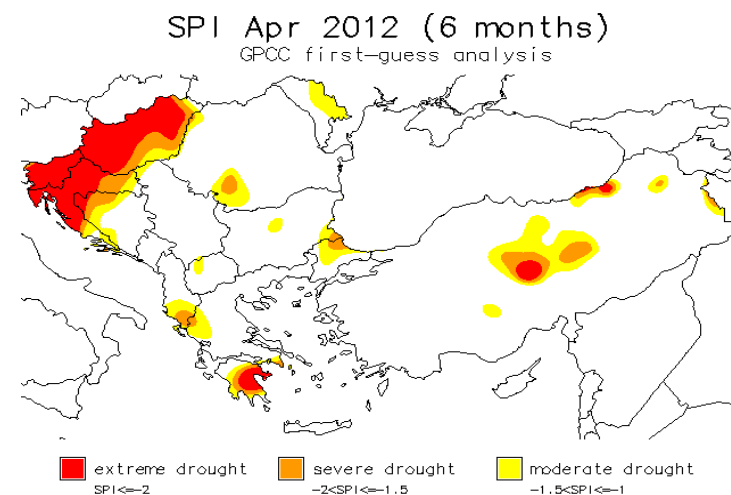 SPI Apr 2012 (6 months)
GPCC first-guess analysis
extreme drought
SPI<=-2
severe drought
-2<SPI<=-1.5
moderate drought
-1.5<SPI<=-1